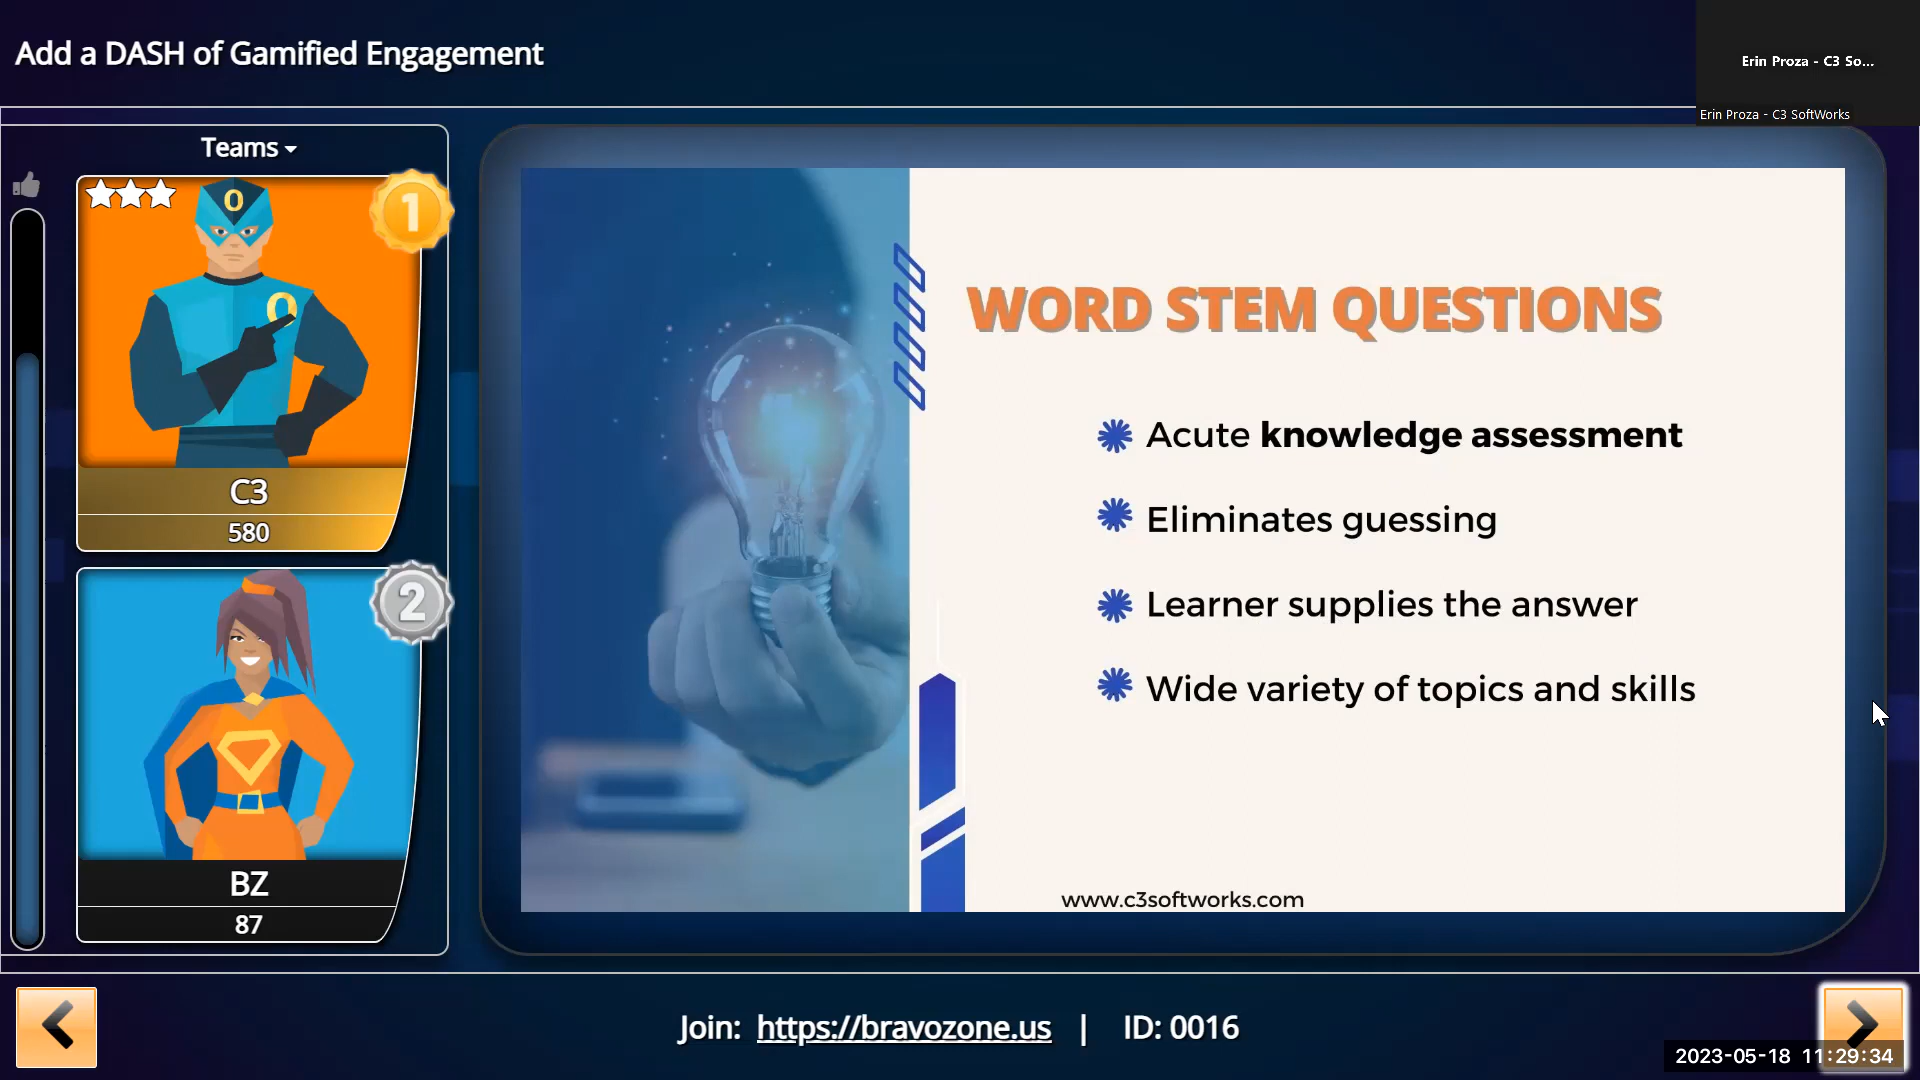 Add a DASH of Gamified Engagement
Erin Proza - C3 So...
Erin Proza - C3 SoftWorks
Teams
0
0
1
C3
580
2
BZ
87
WORD STEM QUESTIONS
Acute knowledge assessment
Eliminates guessing
Learner supplies the answer
Wide variety of topics and skills
www.c3softworks.com
Join: https://bravozone.us | ID: 0016
2023-05-18 11:29:34